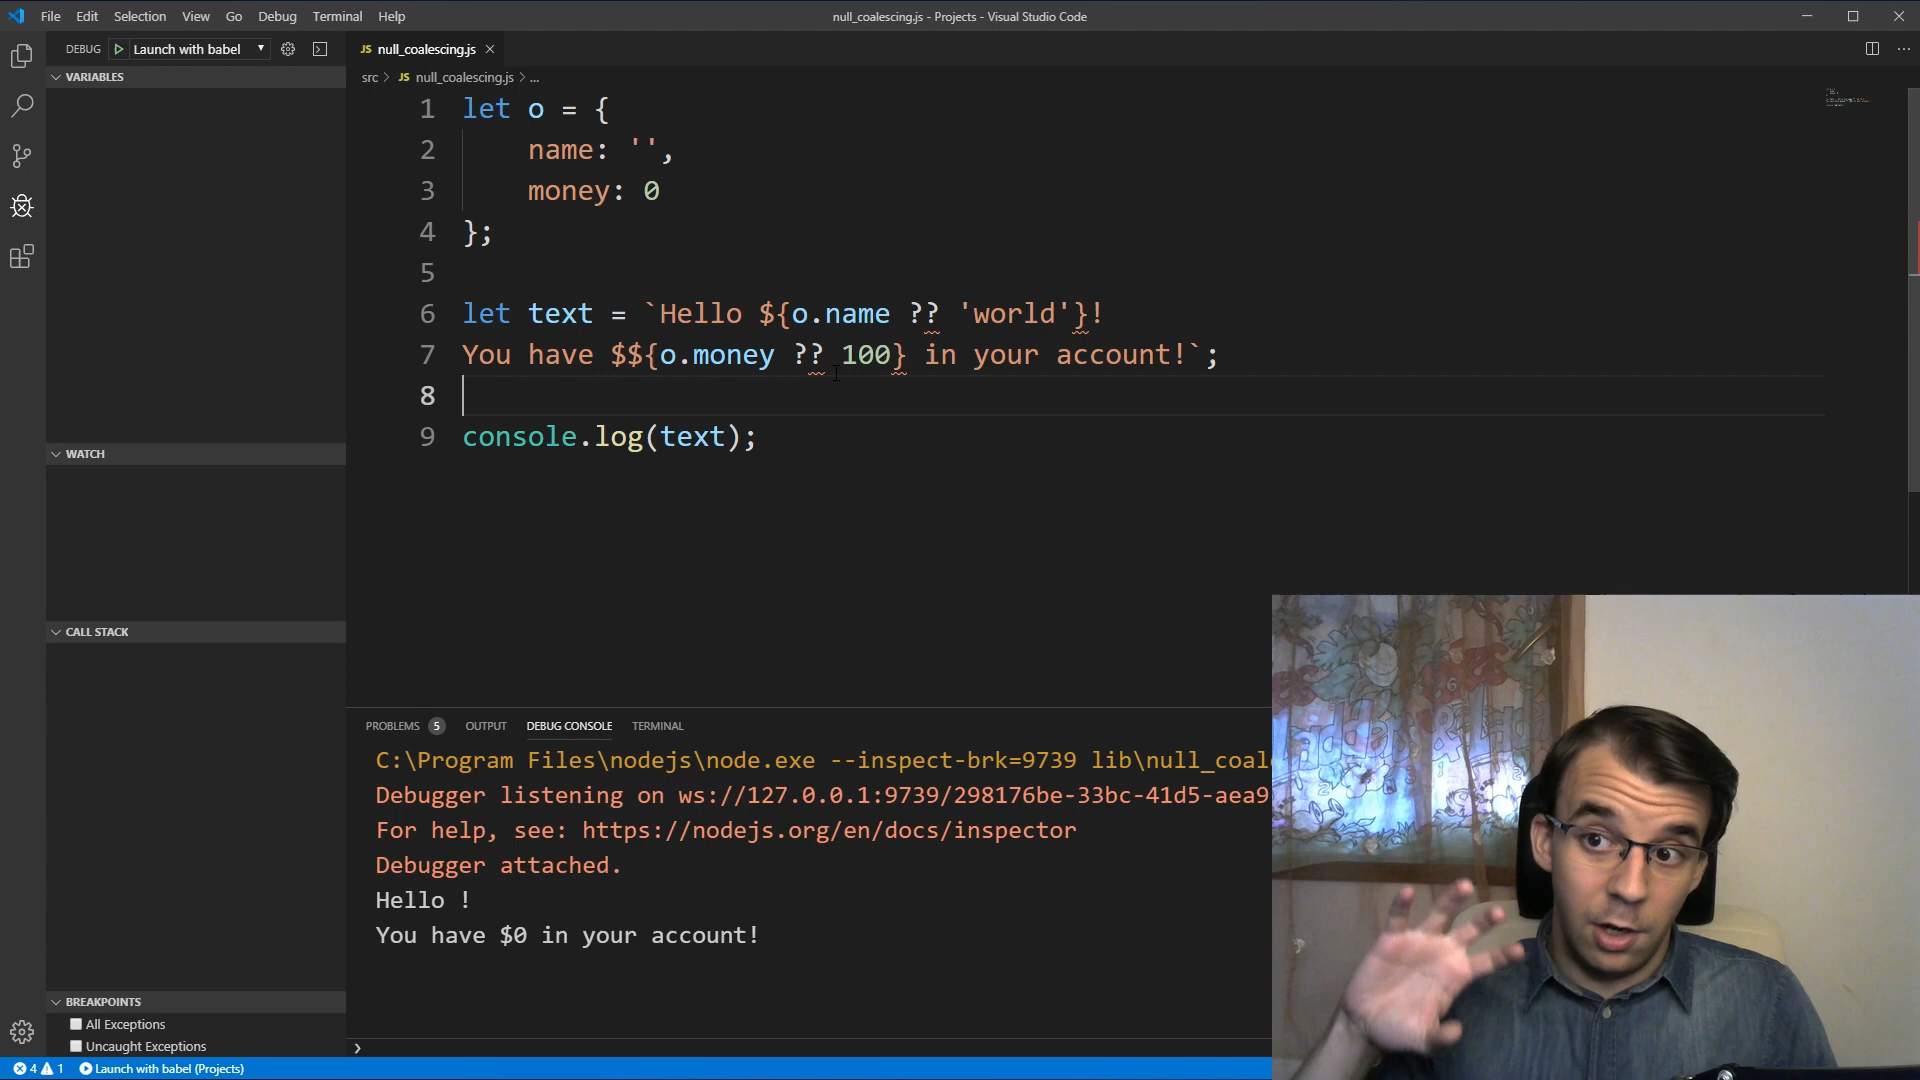 File Edit Selection View Go Debug Terminal Help
null_coalescing.js - Projects - Visual Studio Code
DEBUG Launch with babel
JS null_coalescing.js
src > JS null_coalescing.js > ...
VARIABLES
1 let o = {
2 name: '',
3 money: 0
4 };
5
6 let text = `Hello ${o.name ?? 'world'}!
7 You have $${o.money ?? 100} in your account!`;
8
9 console.log(text);
WATCH
CALL STACK
BREAKPOINTS
All Exceptions
Uncaught Exceptions
PROBLEMS 5 OUTPUT DEBUG CONSOLE TERMINAL
C:\Program Files\nodejs\node.exe --inspect-brk=9739 lib\null_coale
Debugger listening on ws://127.0.0.1:9739/298176be-33bc-41d5-aea9
For help, see: https://nodejs.org/en/docs/inspector
Debugger attached.
Hello !
You have $0 in your account!
4 1 Launch with babel (Projects)